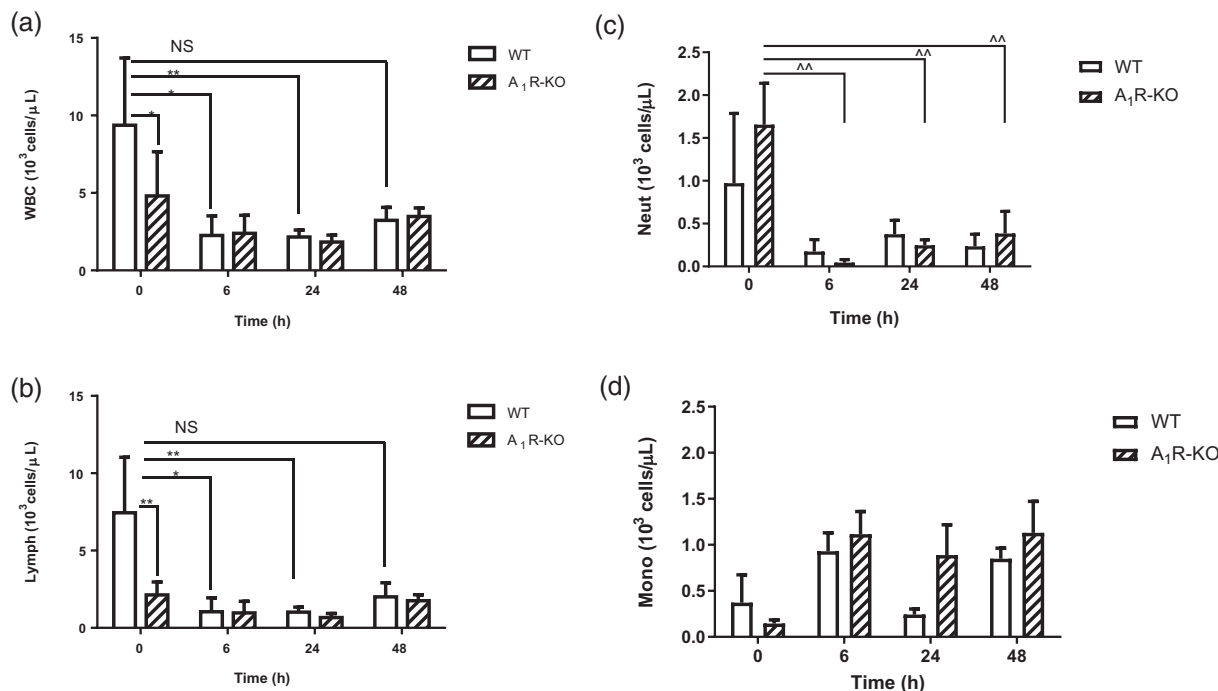 (a)
15
10
5
0
WBC (10³ cells/μ L)
NS
**
*
*
0 6 24 48
Time (h)
WT
A₁R-KO
(b)
15
10
5
0
Lymph (10³ cells/μ L)
NS
**
*
**
0 6 24 48
Time (h)
WT
A₁R-KO
(c)
2.5
2.0
1.5
1.0
0.5
0.0
Neut (10³ cells/μL)
^^
^^
^^
0 6 24 48
Time (h)
WT
A₁R-KO
(d)
2.5
2.0
1.5
1.0
0.5
0.0
Mono (10³ cells/μL)
0 6 24 48
Time (h)
WT
A₁R-KO